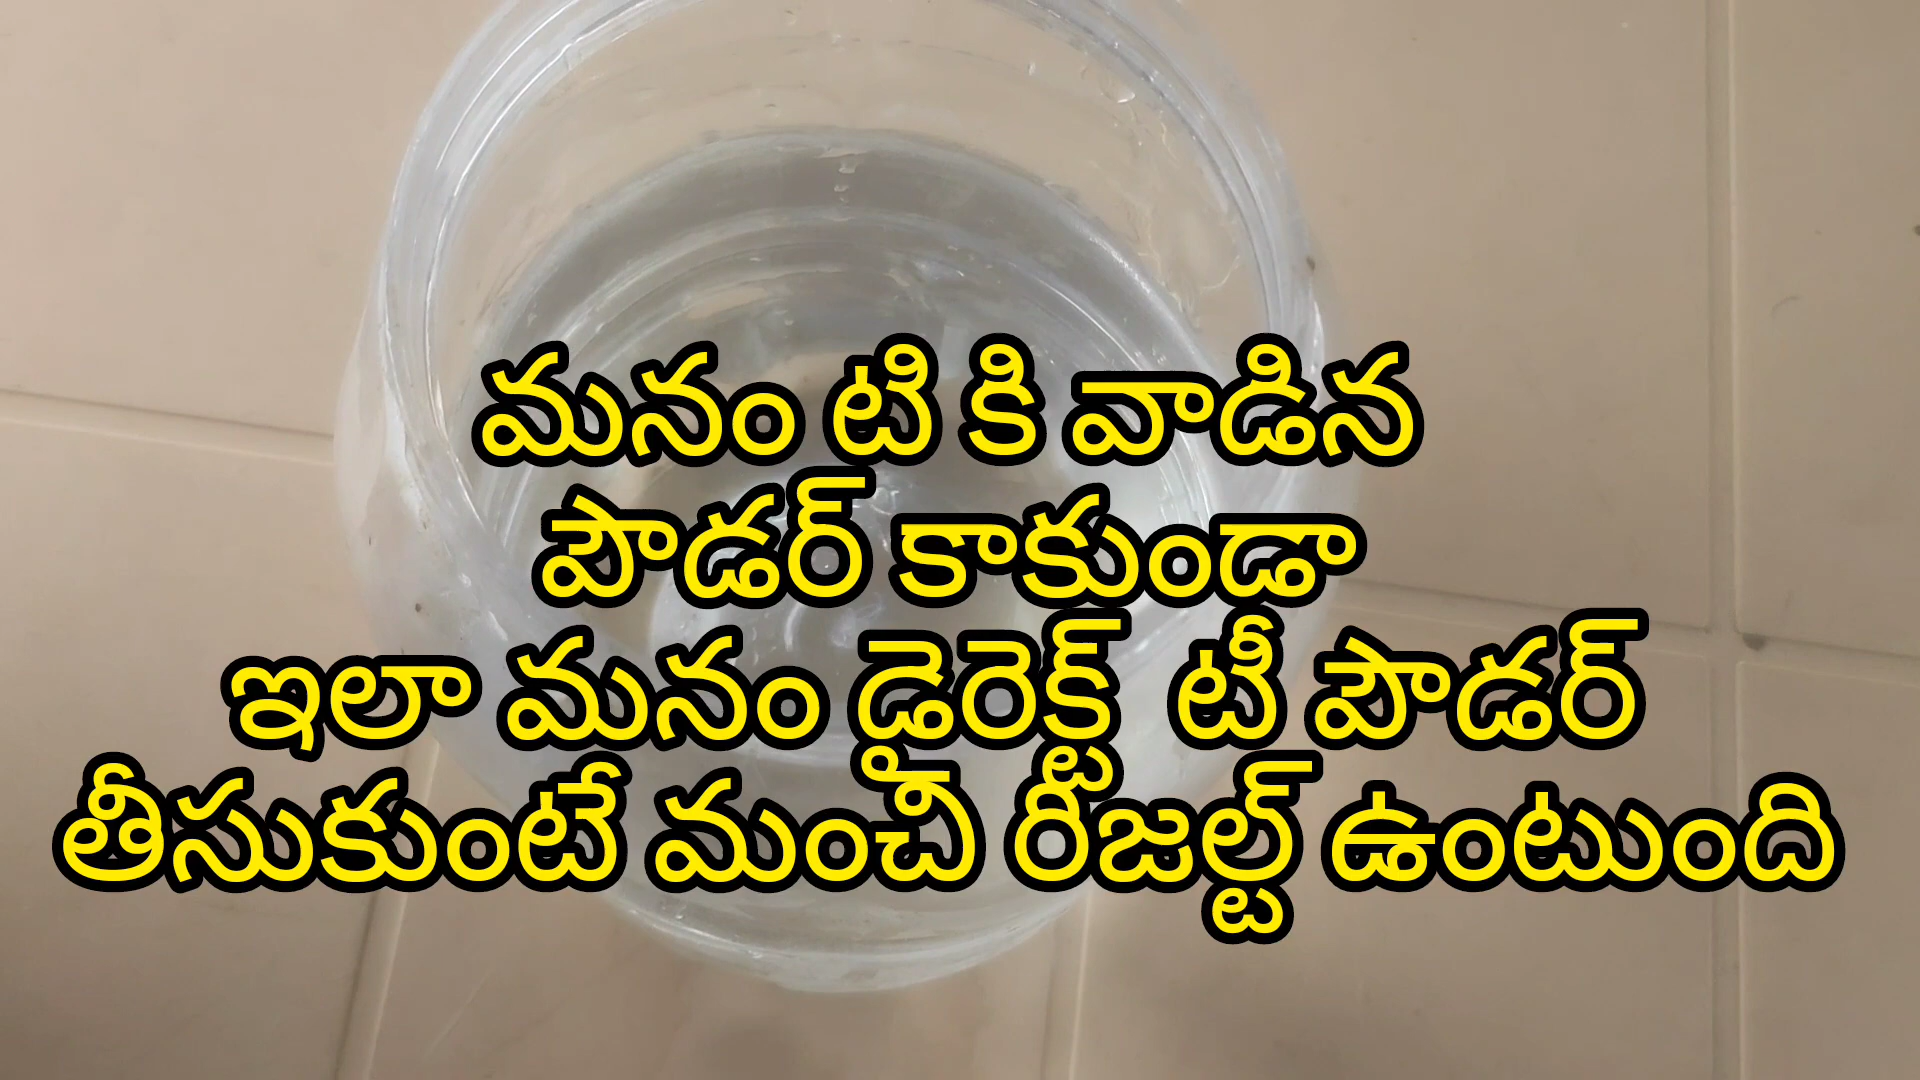 మనం టి కి వాడిన
పౌడర్ కాకుండా
ఇలా మనం డైరెక్ట్ టీ పౌడర్
తీసుకుంటే మంచి రిజల్ట్ ఉంటుంది